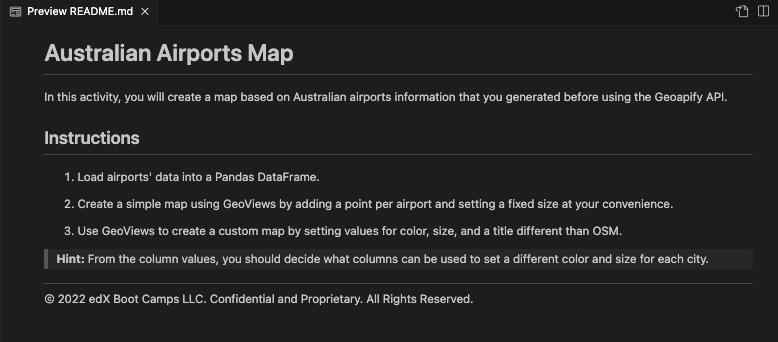 Preview README.md
Australian Airports Map
In this activity, you will create a map based on Australian airports information that you generated before using the Geoapify API.
Instructions
1. Load airports' data into a Pandas DataFrame.
2. Create a simple map using GeoViews by adding a point per airport and setting a fixed size at your convenience.
3. Use GeoViews to create a custom map by setting values for color, size, and a title different than OSM.
Hint: From the column values, you should decide what columns can be used to set a different color and size for each city.
© 2022 edX Boot Camps LLC. Confidential and Proprietary. All Rights Reserved.